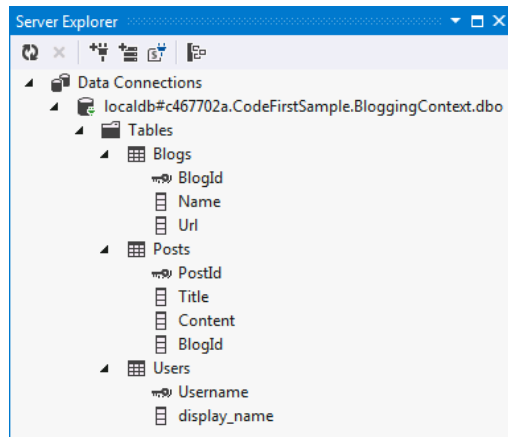 Server Explorer
Data Connections
localdb#c467702a.CodeFirstSample.BloggingContext.dbo
Tables
Blogs
BlogId
Name
Url
Posts
PostId
Title
Content
BlogId
Users
Username
display_name